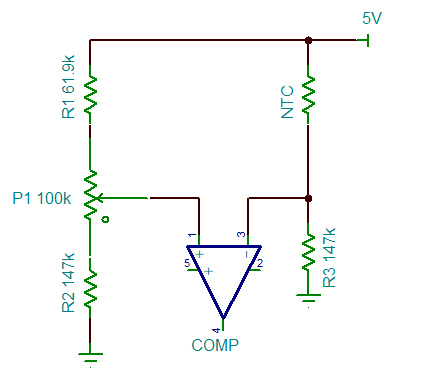 5V
R1 61.9k
NTC
P1 100k
1
3
+
−
5
+
2
R2 147k
R3 147k
4
COMP